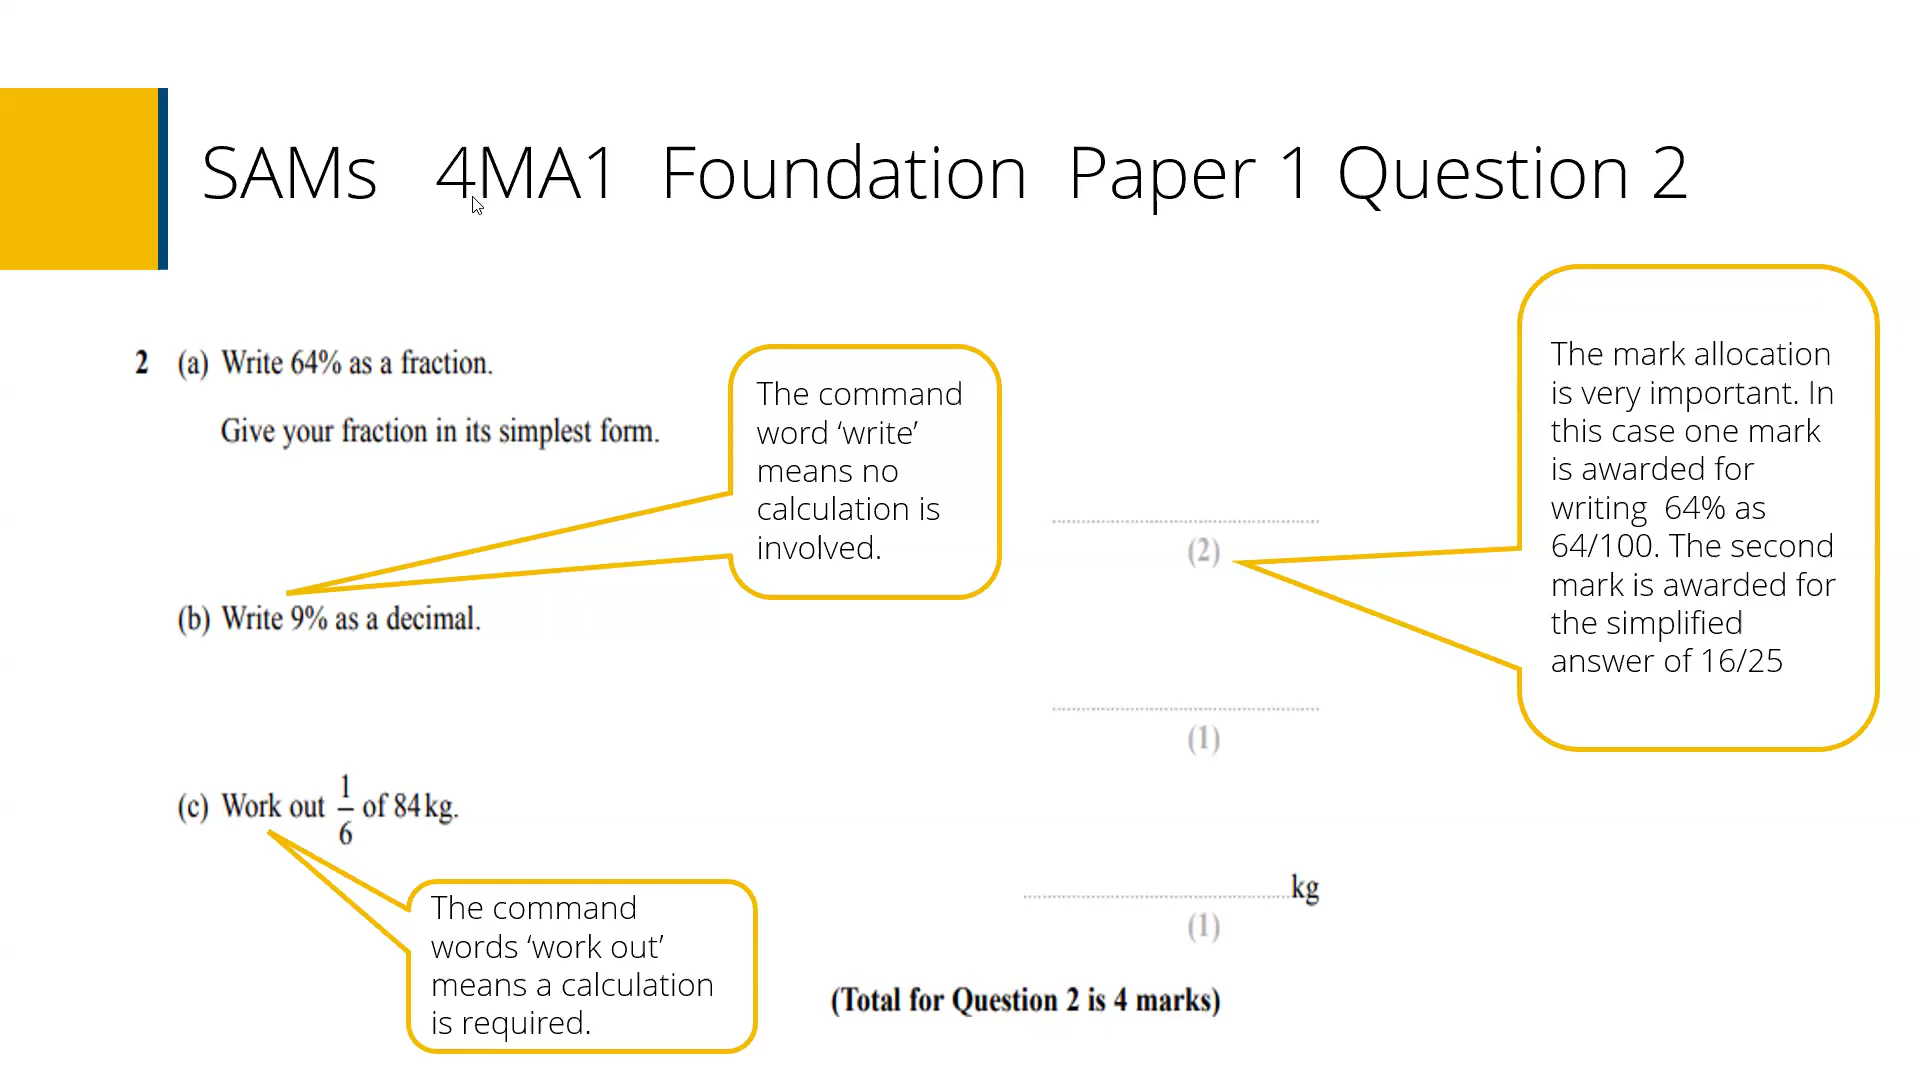 SAMs 4MA1 Foundation Paper 1 Question 2
2 (a) Write 64% as a fraction.
Give your fraction in its simplest form.
The command
word ‘write’
means no
calculation is
involved.
The mark allocation
is very important. In
this case one mark
is awarded for
writing 64% as
64/100. The second
mark is awarded for
the simplified
answer of 16/25
(2)
(b) Write 9% as a decimal.
(1)
(c) Work out 1/6 of 84 kg.
kg
(1)
The command
words ‘work out’
means a calculation
is required.
(Total for Question 2 is 4 marks)